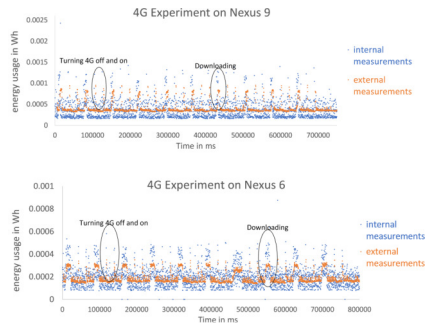 4G Experiment on Nexus 9
energy usage in Wh
0.0025
0.002
0.0015
0.001
0.0005
0
Turning 4G off and on
Downloading
internal
measurements
external
measurements
0 100000 200000 300000 400000 500000 600000 700000
Time in ms
4G Experiment on Nexus 6
energy usage in Wh
0.001
0.0008
0.0006
0.0004
0.0002
0
Turning 4G off and on
Downloading
internal
measurements
external
measurements
0 100000 200000 300000 400000 500000 600000 700000 800000
Time in ms